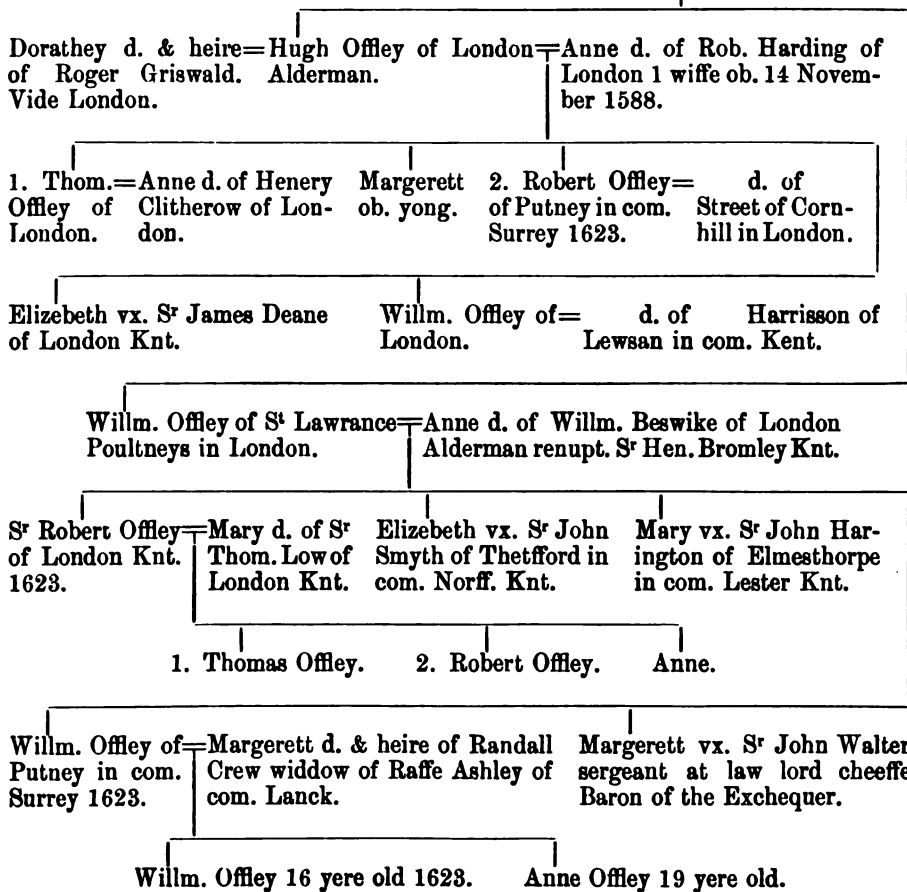 Dorathey d. & heire=Hugh Offley of London=Anne d. of Rob. Harding of
of Roger Griswald. Alderman. London 1 wiffe ob. 14 Novem-
Vide London. ber 1588.
1. Thom.=Anne d. of Henery Margerett 2. Robert Offley= d. of
Offley of Clitherow of Lon- ob. yong. of Putney in com. Street of Corn-
London. don. Surrey 1623. hill in London.
Elizebeth vx. Sr James Deane Willm. Offley of= d. of Harrisson of
of London Knt. London. Lewsan in com. Kent.
Willm. Offley of St Lawrance=Anne d. of Willm. Beswike of London
Poultneys in London. Alderman renupt. Sr Hen. Bromley Knt.
Sr Robert Offley=Mary d. of Sr Elizebeth vx. Sr John Mary vx. Sr John Har-
of London Knt. Thom. Low of Smyth of Thetfford in ington of Elmesthorpe
1623. London Knt. com. Norff. Knt. in com. Lester Knt.
1. Thomas Offley. 2. Robert Offley. Anne.
Willm. Offley of=Margerett d. & heire of Randall Margerett vx. Sr John Walter
Putney in com. Crew widdow of Raffe Ashley of sergeant at law lord cheeffe
Surrey 1623. com. Lanck. Baron of the Exchequer.
Willm. Offley 16 yere old 1623. Anne Offley 19 yere old.